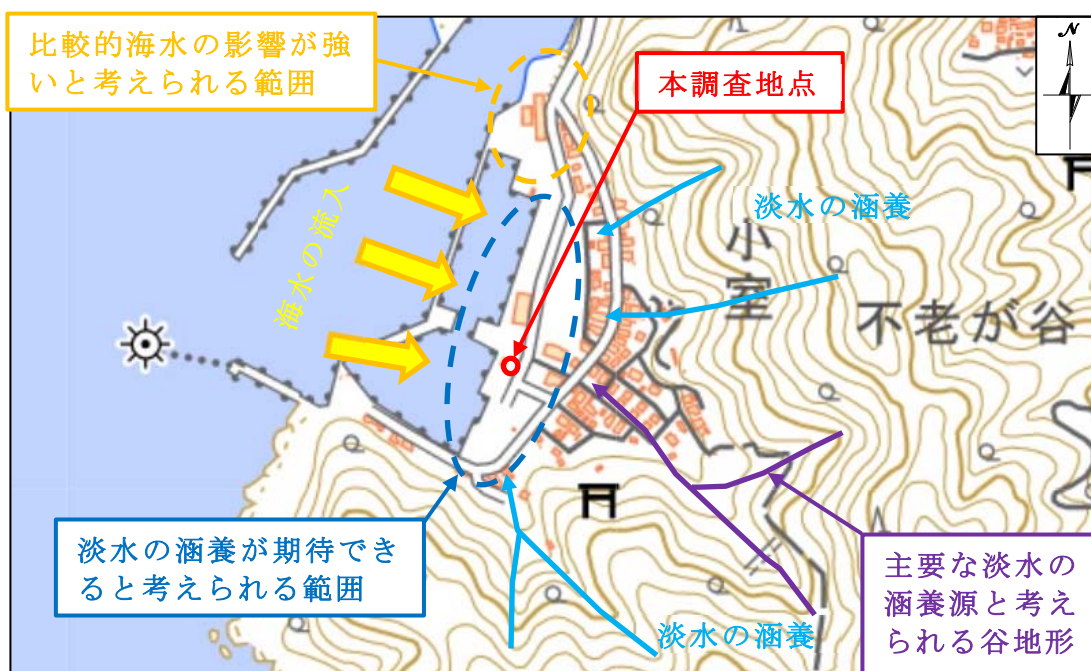 比較的海水の影響が強
いと考えられる範囲
本調査地点
N
海水の流入
淡水の涵養
小室
不老が谷
淡水の涵養が期待でき
ると考えられる範囲
淡水の涵養
主要な淡水の
涵養源と考え
られる谷地形